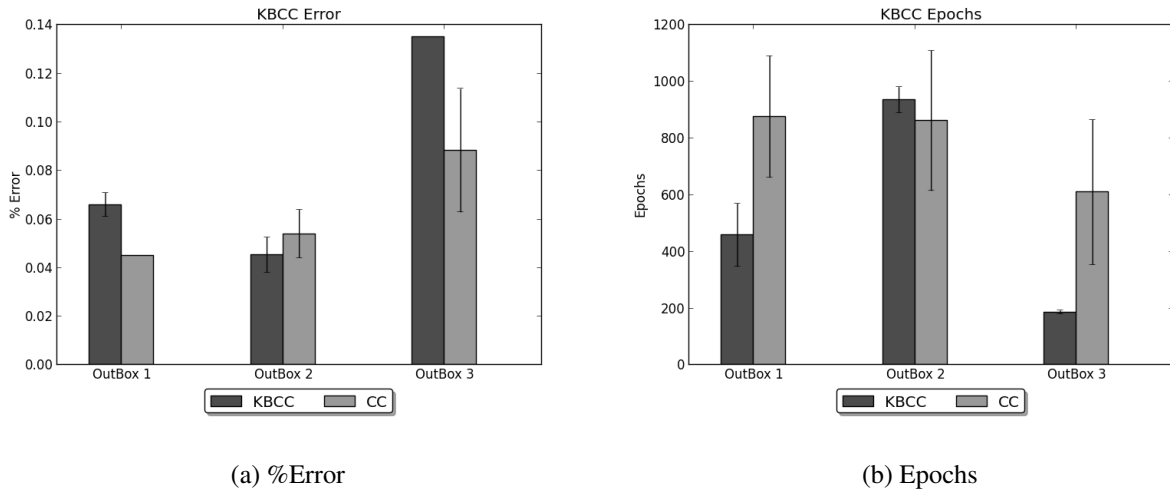 KBCC Error
% Error
0.14
0.12
0.10
0.08
0.06
0.04
0.02
0.00
OutBox 1 OutBox 2 OutBox 3
KBCC CC
(a) %Error
KBCC Epochs
Epochs
1200
1000
800
600
400
200
0
OutBox 1 OutBox 2 OutBox 3
KBCC CC
(b) Epochs